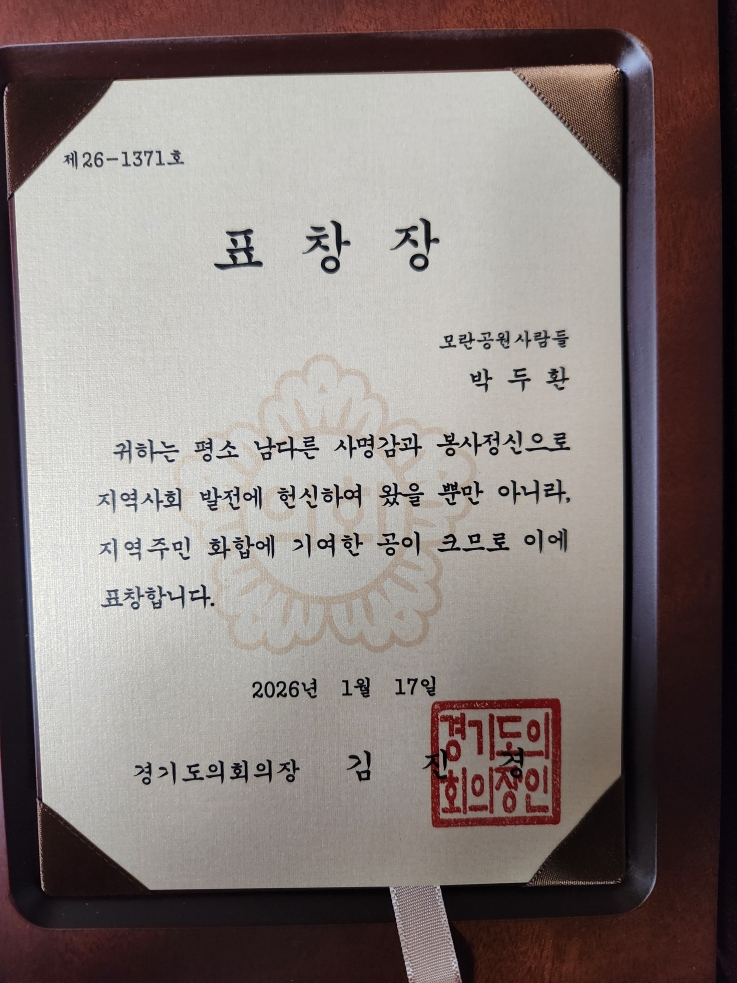 제26-1371호
표 창 장
모란공원사람들
박 두 환
귀하는 평소 남다른 사명감과 봉사정신으로
지역사회 발전에 헌신하여 왔을 뿐만 아니라,
지역주민 화합에 기여한 공이 크므로 이에
표창합니다.
2026년 1월 17일
경기도의회의장 김 진 경
경기도의
회의장인